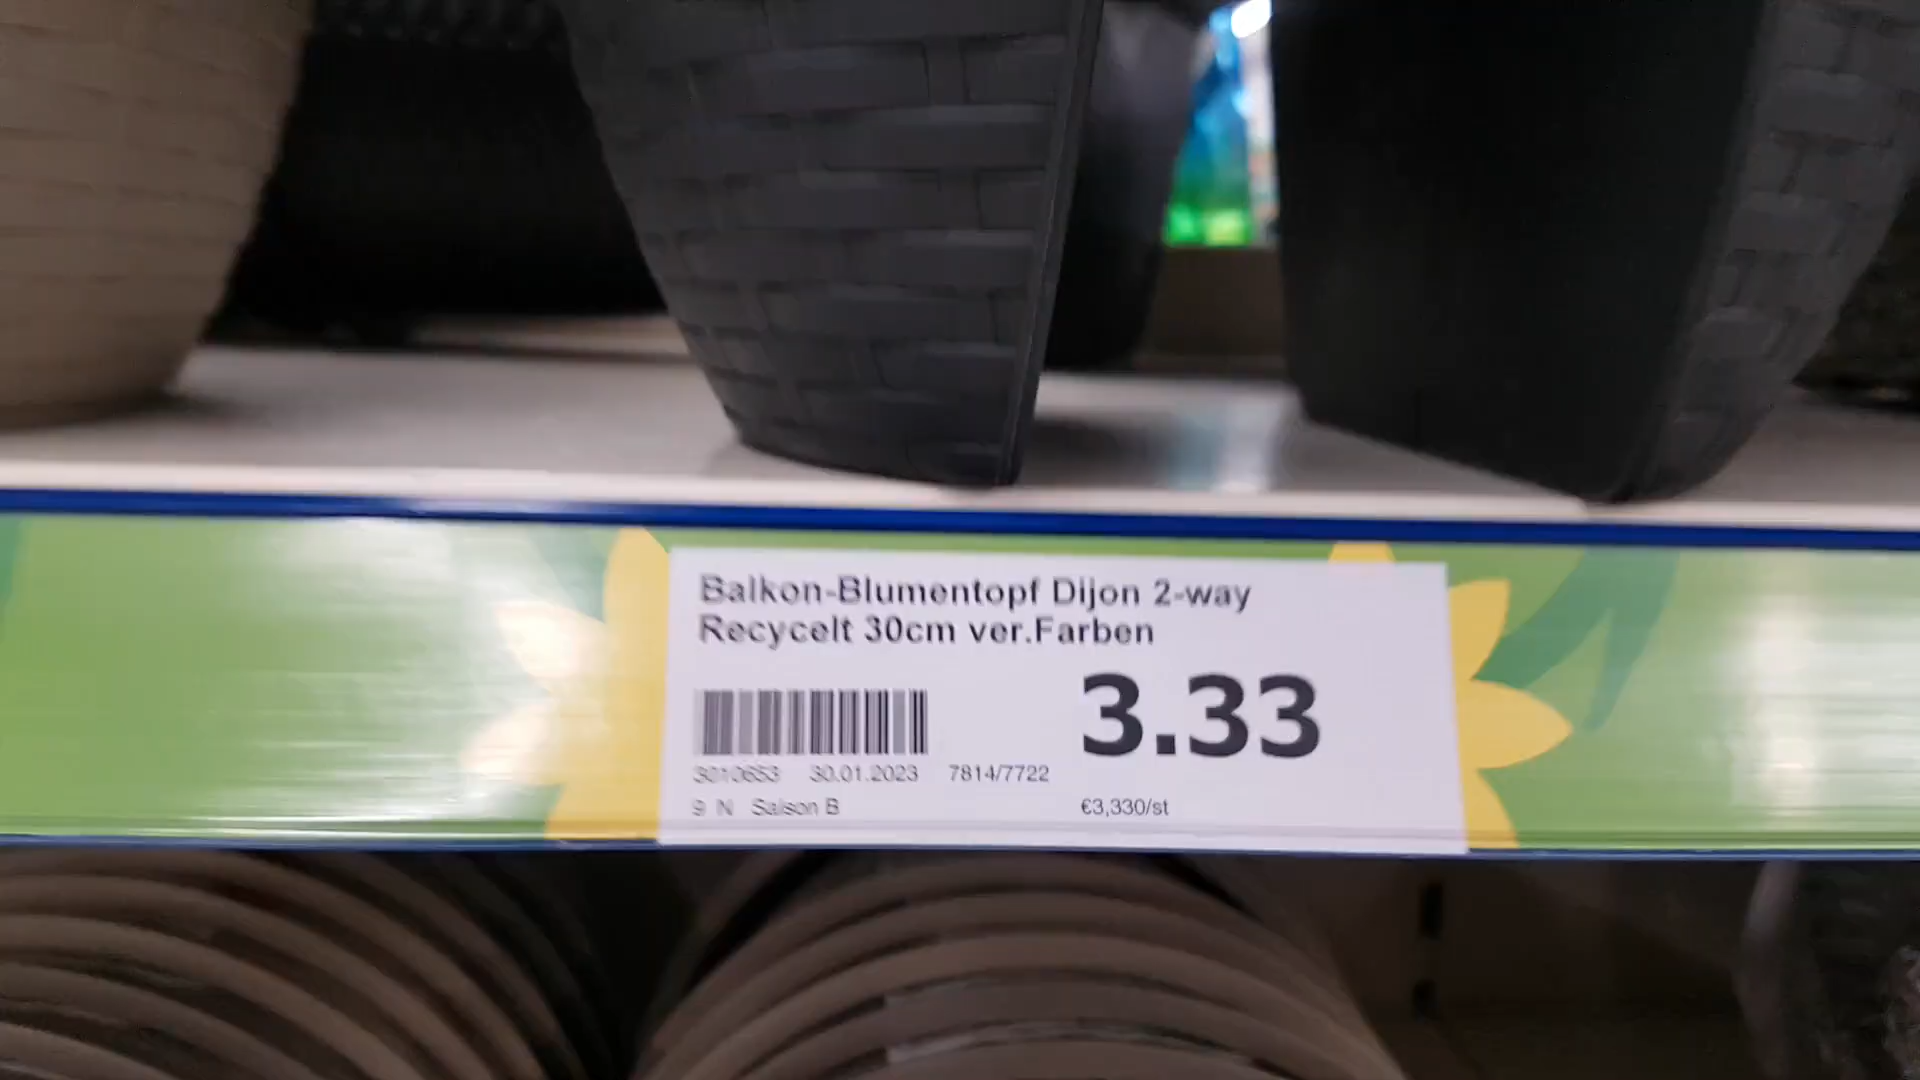 Balkon-Blumentopf Dijon 2-way
Recycelt 30cm ver.Farben
3.33
3010653 30.01.2023 7814/7722
9 N Saison B
€3,330/st